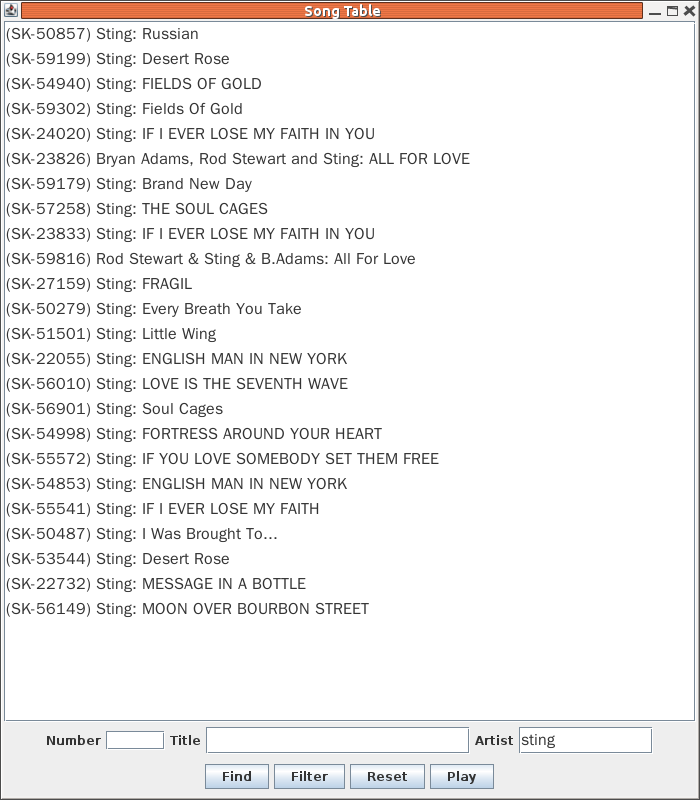 Song Table
(SK-50857) Sting: Russian
(SK-59199) Sting: Desert Rose
(SK-54940) Sting: FIELDS OF GOLD
(SK-59302) Sting: Fields Of Gold
(SK-24020) Sting: IF I EVER LOSE MY FAITH IN YOU
(SK-23826) Bryan Adams, Rod Stewart and Sting: ALL FOR LOVE
(SK-59179) Sting: Brand New Day
(SK-57258) Sting: THE SOUL CAGES
(SK-23833) Sting: IF I EVER LOSE MY FAITH IN YOU
(SK-59816) Rod Stewart & Sting & B.Adams: All For Love
(SK-27159) Sting: FRAGIL
(SK-50279) Sting: Every Breath You Take
(SK-51501) Sting: Little Wing
(SK-22055) Sting: ENGLISH MAN IN NEW YORK
(SK-56010) Sting: LOVE IS THE SEVENTH WAVE
(SK-56901) Sting: Soul Cages
(SK-54998) Sting: FORTRESS AROUND YOUR HEART
(SK-55572) Sting: IF YOU LOVE SOMEBODY SET THEM FREE
(SK-54853) Sting: ENGLISH MAN IN NEW YORK
(SK-55541) Sting: IF I EVER LOSE MY FAITH
(SK-50487) Sting: I Was Brought To...
(SK-53544) Sting: Desert Rose
(SK-22732) Sting: MESSAGE IN A BOTTLE
(SK-56149) Sting: MOON OVER BOURBON STREET
Number Title Artist sting
Find Filter Reset Play